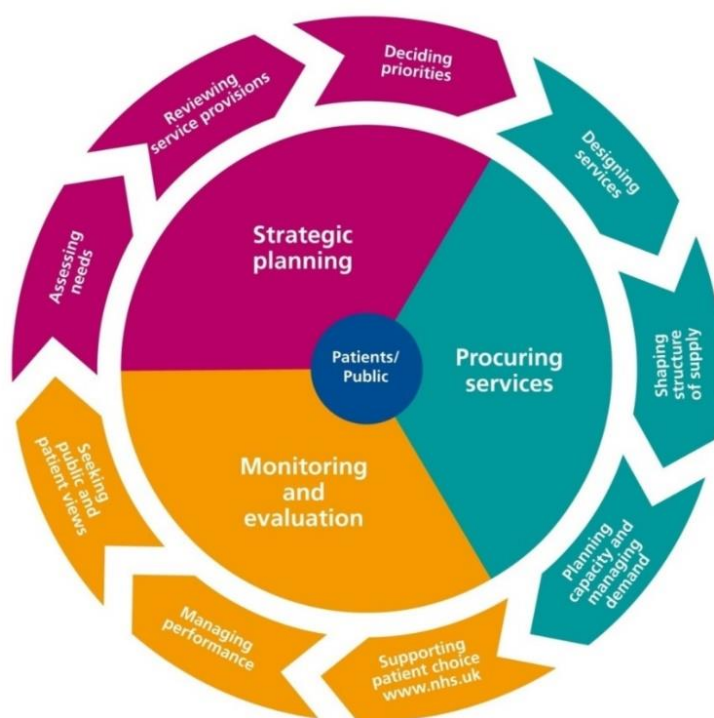 Deciding
priorities
Designing
services
Shaping
structure
of supply
Planning
capacity and
managing
demand
Supporting
patient choice
www.nhs.uk
Managing
performance
Seeking
public and
patient views
Assessing
needs
Reviewing
service provisions
Strategic
planning
Procuring
services
Monitoring
and
evaluation
Patients/
Public